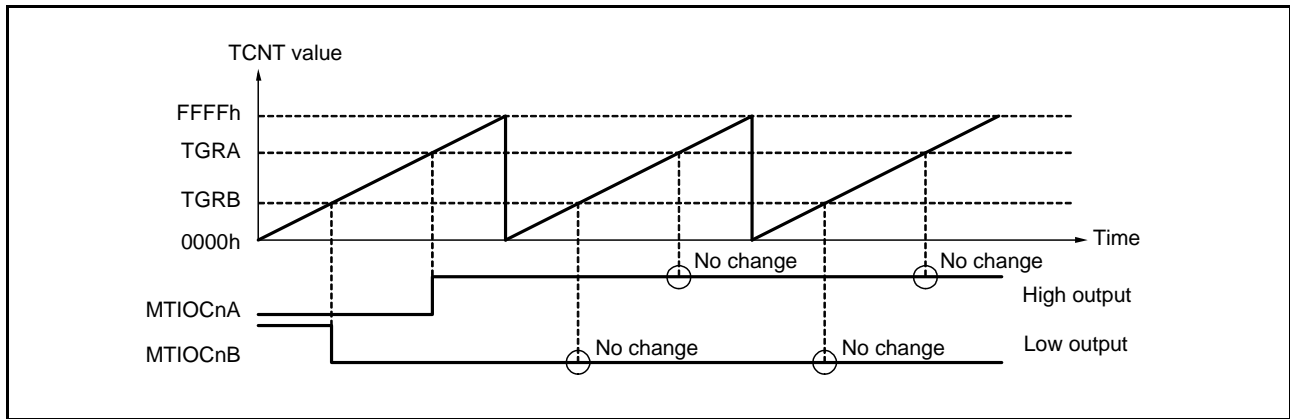 TCNT value
FFFFh
TGRA
TGRB
0000h
Time
No change
No change
High output
MTIOCnA
No change
No change
Low output
MTIOCnB